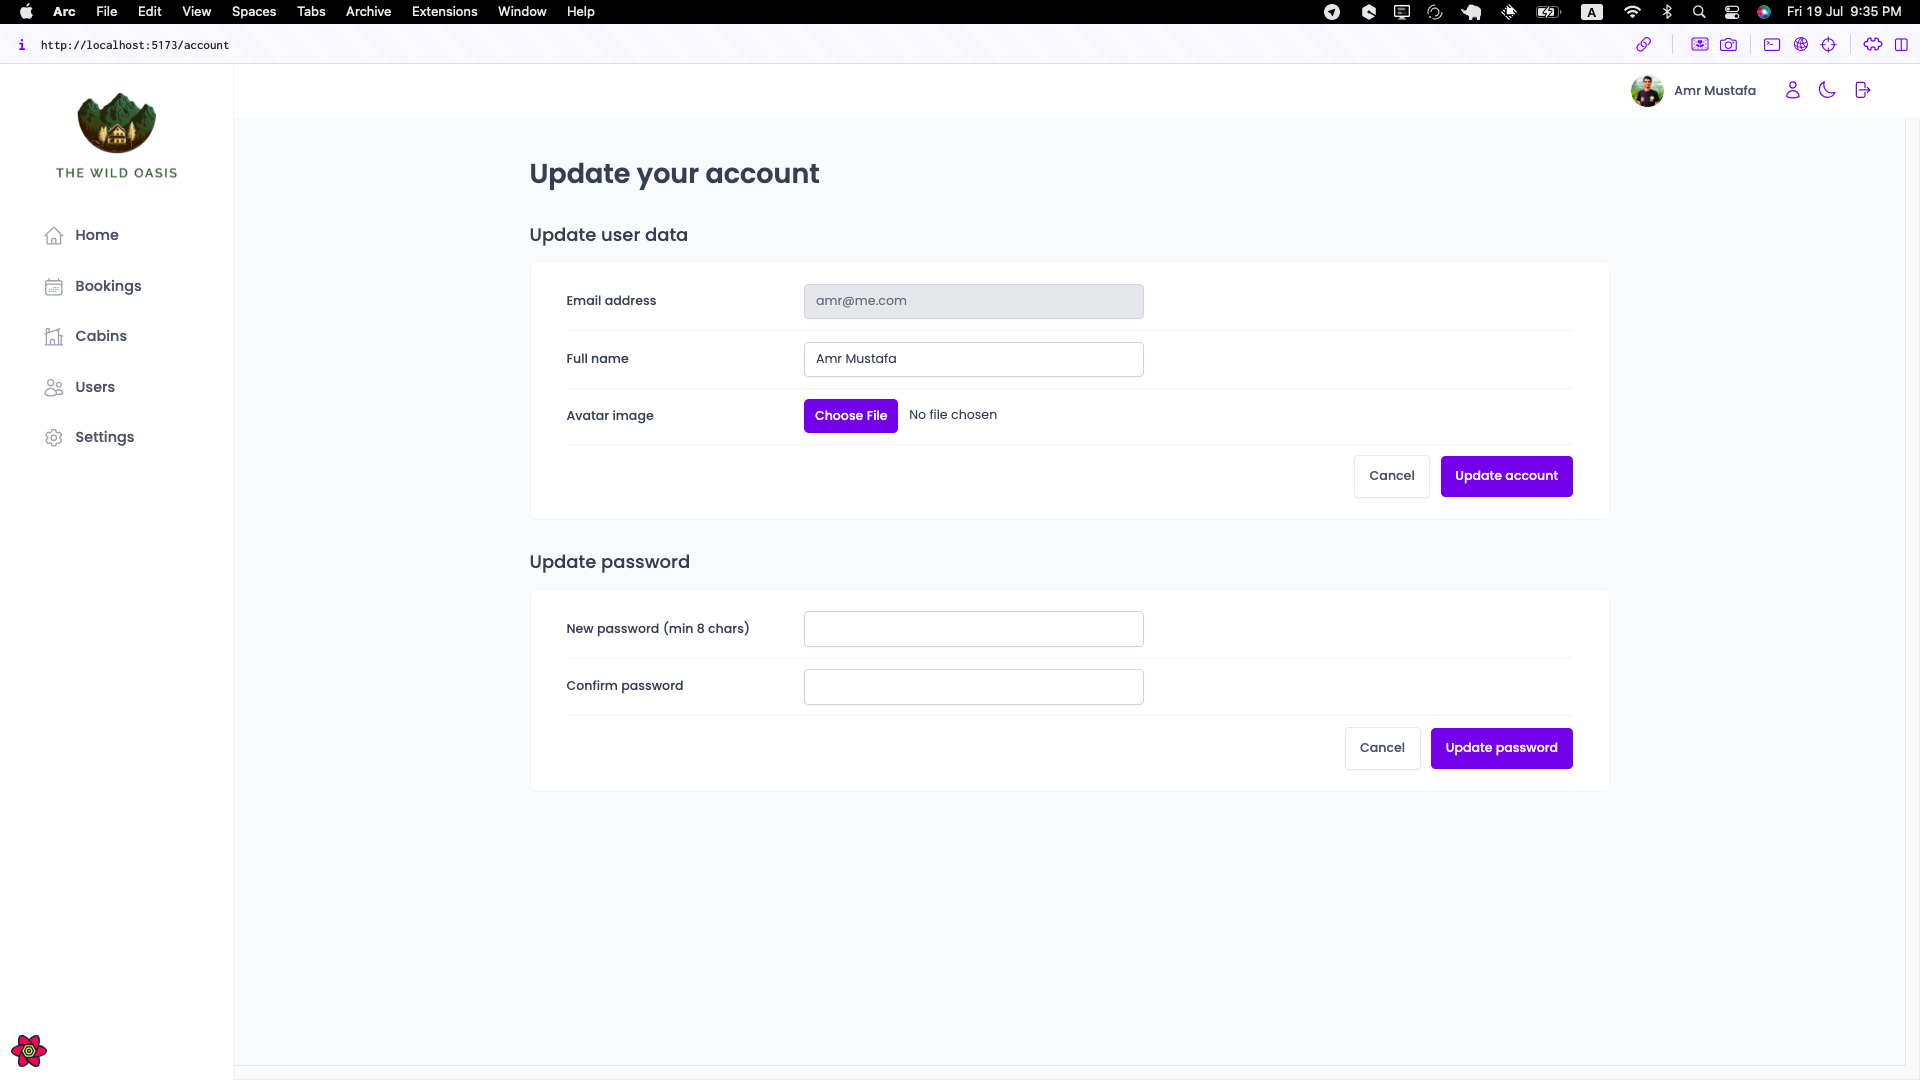 Arc File Edit View Spaces Tabs Archive Extensions Window Help A Fri 19 Jul 9:35 PM
http://localhost:5173/account
Amr Mustafa
THE WILD OASIS
Home
Bookings
Cabins
Users
Settings
Update your account
Update user data
Email address amr@me.com
Full name Amr Mustafa
Avatar image Choose File No file chosen
Cancel Update account
Update password
New password (min 8 chars)
Confirm password
Cancel Update password